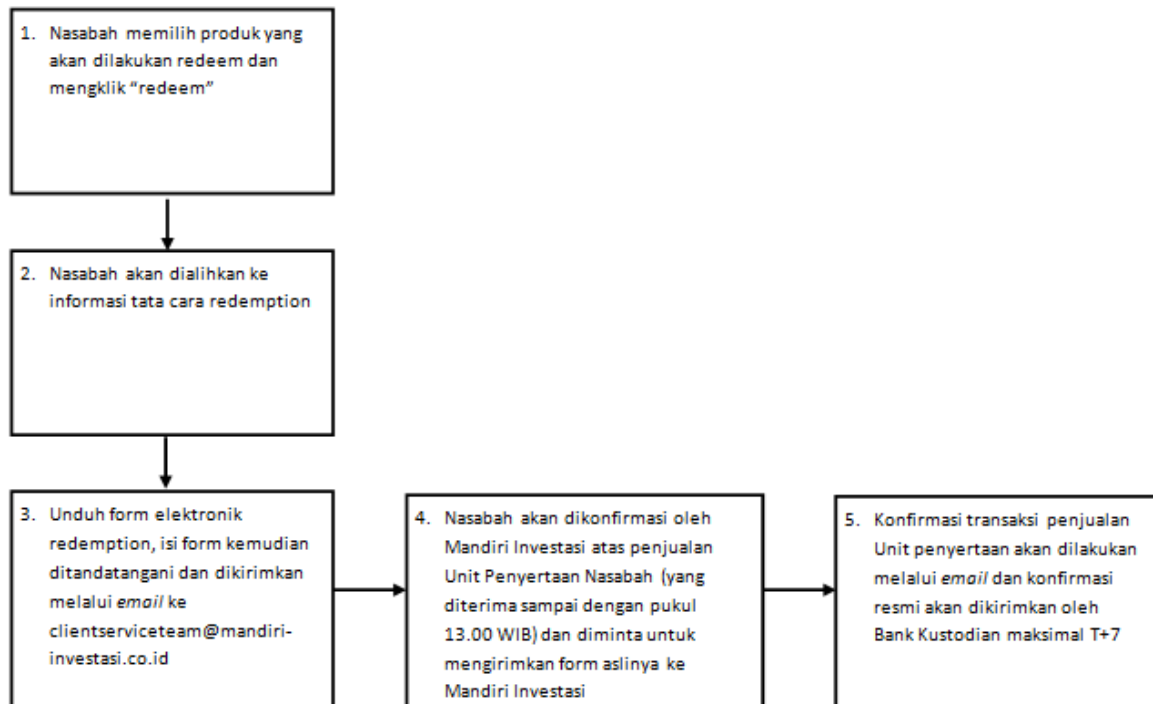 1. Nasabah memilih produk yang
akan dilakukan redeem dan
mengklik “redeem”
2. Nasabah akan dialihkan ke
informasi tata cara redemption
3. Unduh form elektronik
redemption, isi form kemudian
ditandatangani dan dikirimkan
melalui email ke
clientserviceteam@mandiri-
investasi.co.id
4. Nasabah akan dikonfirmasi oleh
Mandiri Investasi atas penjualan
Unit Penyertaan Nasabah (yang
diterima sampai dengan pukul
13.00 WIB) dan diminta untuk
mengirimkan form aslinya ke
Mandiri Investasi
5. Konfirmasi transaksi penjualan
Unit penyertaan akan dilakukan
melalui email dan konfirmasi
resmi akan dikirimkan oleh
Bank Kustodian maksimal T+7